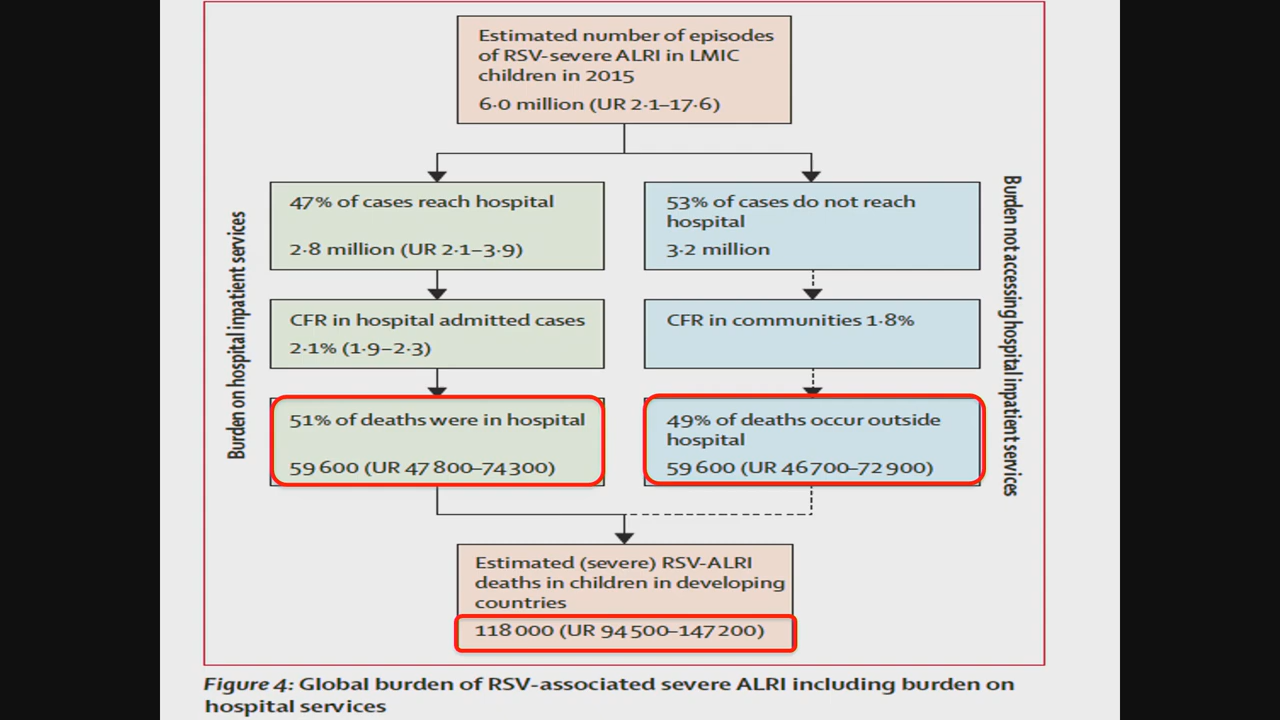 Estimated number of episodes
of RSV-severe ALRI in LMIC
children in 2015
6·0 million (UR 2·1–17·6)
Burden on hospital inpatient services
47% of cases reach hospital
2·8 million (UR 2·1–3·9)
53% of cases do not reach
hospital
3·2 million
Burden not accessing hospital inpatient services
CFR in hospital admitted cases
2·1% (1·9–2·3)
CFR in communities 1·8%
51% of deaths were in hospital
59 600 (UR 47 800–74 300)
49% of deaths occur outside
hospital
59 600 (UR 46 700–72 900)
Estimated (severe) RSV-ALRI
deaths in children in developing
countries
118 000 (UR 94 500–147 200)
Figure 4: Global burden of RSV-associated severe ALRI including burden on
hospital services